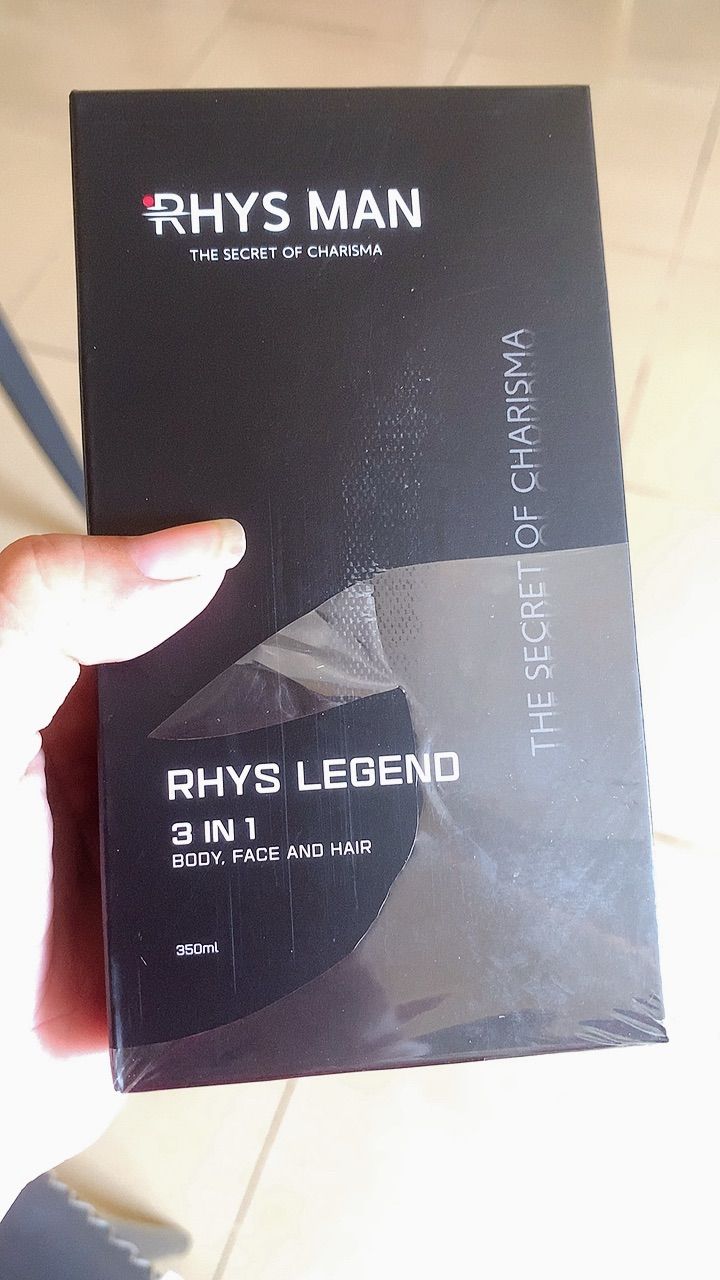 RHYS MAN
THE SECRET OF CHARISMA
THE SECRET OF CHARISMA
RHYS LEGEND
3 IN 1
BODY, FACE AND HAIR
350ml